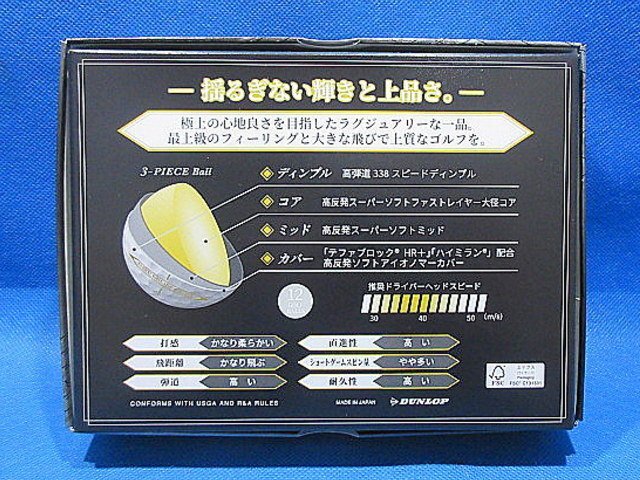 揺るぎない輝きと上品さ。
極上の心地良さを目指したラグジュアリーな一品。
最上級のフィーリングと大きな飛びで上質なゴルフを。
3-PIECE Ball
ディンプル 高弾道338スピードディンプル
コア 高反発スーパーソフトファストレイヤー大径コア
ミッド 高反発スーパーソフトミッド
カバー 「テファブロック® HR+」「ハイミラン®」配合
高反発ソフトアイオノマーカバー
12
推奨ドライバーヘッドスピード
30 40 50 (m/s)
打感 かなり柔らかい 直進性 高い
飛距離 かなり飛ぶ ショートゲームスピン量 やや多い
弾道 高い 耐久性 高い
FSC
CONFORMS WITH USGA AND R&A RULES MADE IN JAPAN DUNLOP